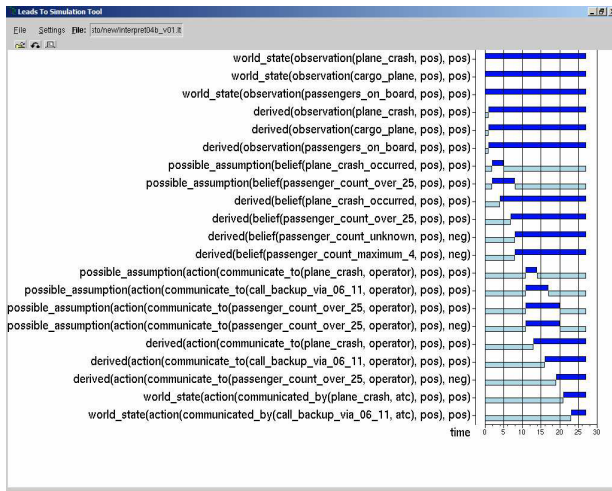 Leads To Simulation Tool
File Settings File: sto/new/interpret04b_v01.lt
world_state(observation(plane_crash, pos), pos)
world_state(observation(cargo_plane, pos), pos)
world_state(observation(passengers_on_board, pos), pos)
derived(observation(plane_crash, pos), pos)
derived(observation(cargo_plane, pos), pos)
derived(observation(passengers_on_board, pos), pos)
possible_assumption(belief(plane_crash_occurred, pos), pos)
possible_assumption(belief(passenger_count_over_25, pos), pos)
derived(belief(plane_crash_occurred, pos), pos)
derived(belief(passenger_count_over_25, pos), pos)
derived(belief(passenger_count_unknown, pos), neg)
derived(belief(passenger_count_maximum_4, pos), neg)
possible_assumption(action(communicate_to(plane_crash, operator), pos), pos)
possible_assumption(action(communicate_to(call_backup_via_06_11, operator), pos), pos)
possible_assumption(action(communicate_to(passenger_count_over_25, operator), pos), pos)
possible_assumption(action(communicate_to(passenger_count_over_25, operator), pos), neg)
derived(action(communicate_to(plane_crash, operator), pos), pos)
derived(action(communicate_to(call_backup_via_06_11, operator), pos), pos)
derived(action(communicate_to(passenger_count_over_25, operator), pos), neg)
world_state(action(communicated_by(plane_crash, atc), pos), pos)
world_state(action(communicated_by(call_backup_via_06_11, atc), pos), pos)
time 0 5 10 15 20 25 30